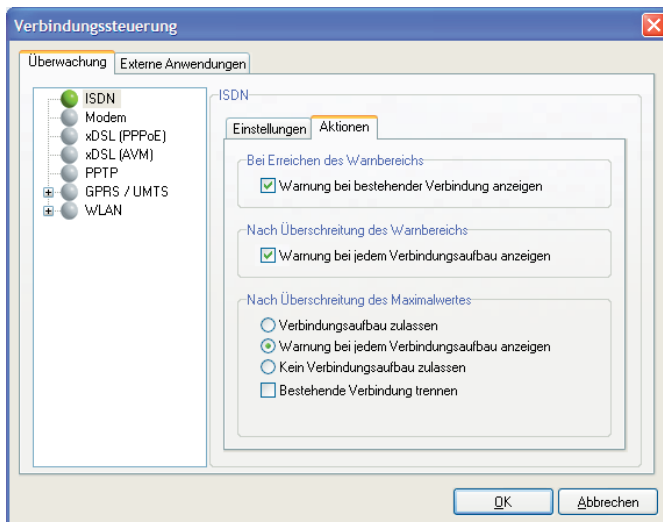 Verbindungssteuerung
Überwachung
Externe Anwendungen
ISDN
Modem
xDSL (PPPoE)
xDSL (AVM)
PPTP
GPRS / UMTS
WLAN
ISDN
Einstellungen
Aktionen
Bei Erreichen des Warnbereichs
Warnung bei bestehender Verbindung anzeigen
Nach Überschreitung des Warnbereichs
Warnung bei jedem Verbindungsaufbau anzeigen
Nach Überschreitung des Maximalwertes
Verbindungsaufbau zulassen
Warnung bei jedem Verbindungsaufbau anzeigen
Kein Verbindungsaufbau zulassen
Bestehende Verbindung trennen
OK
Abbrechen